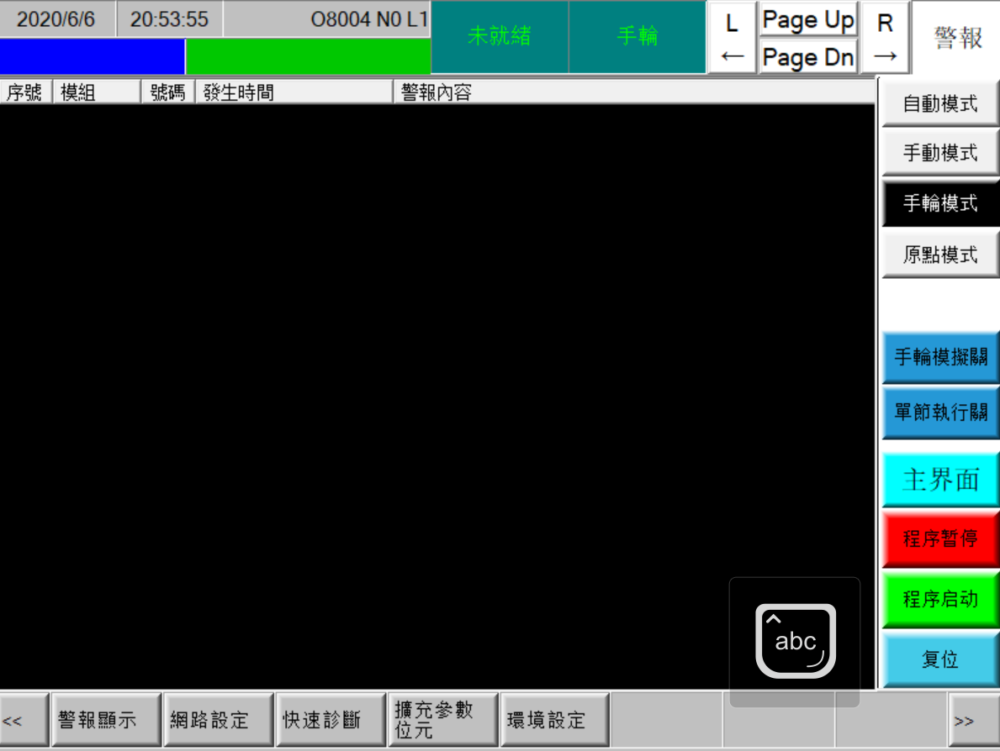 2020/6/6 20:53:55 O8004 N0 L1 未就緒 手輪 L Page Up R 警報
← Page Dn →
序號 模組 號碼 發生時間 警報內容
自動模式
手動模式
手輪模式
原點模式
手輪模擬關
單節執行關
主界面
程序暂停
程序启动
复位
abc
<< 警報顯示 網路設定 快速診斷 擴充參數 環境設定 >>
位元